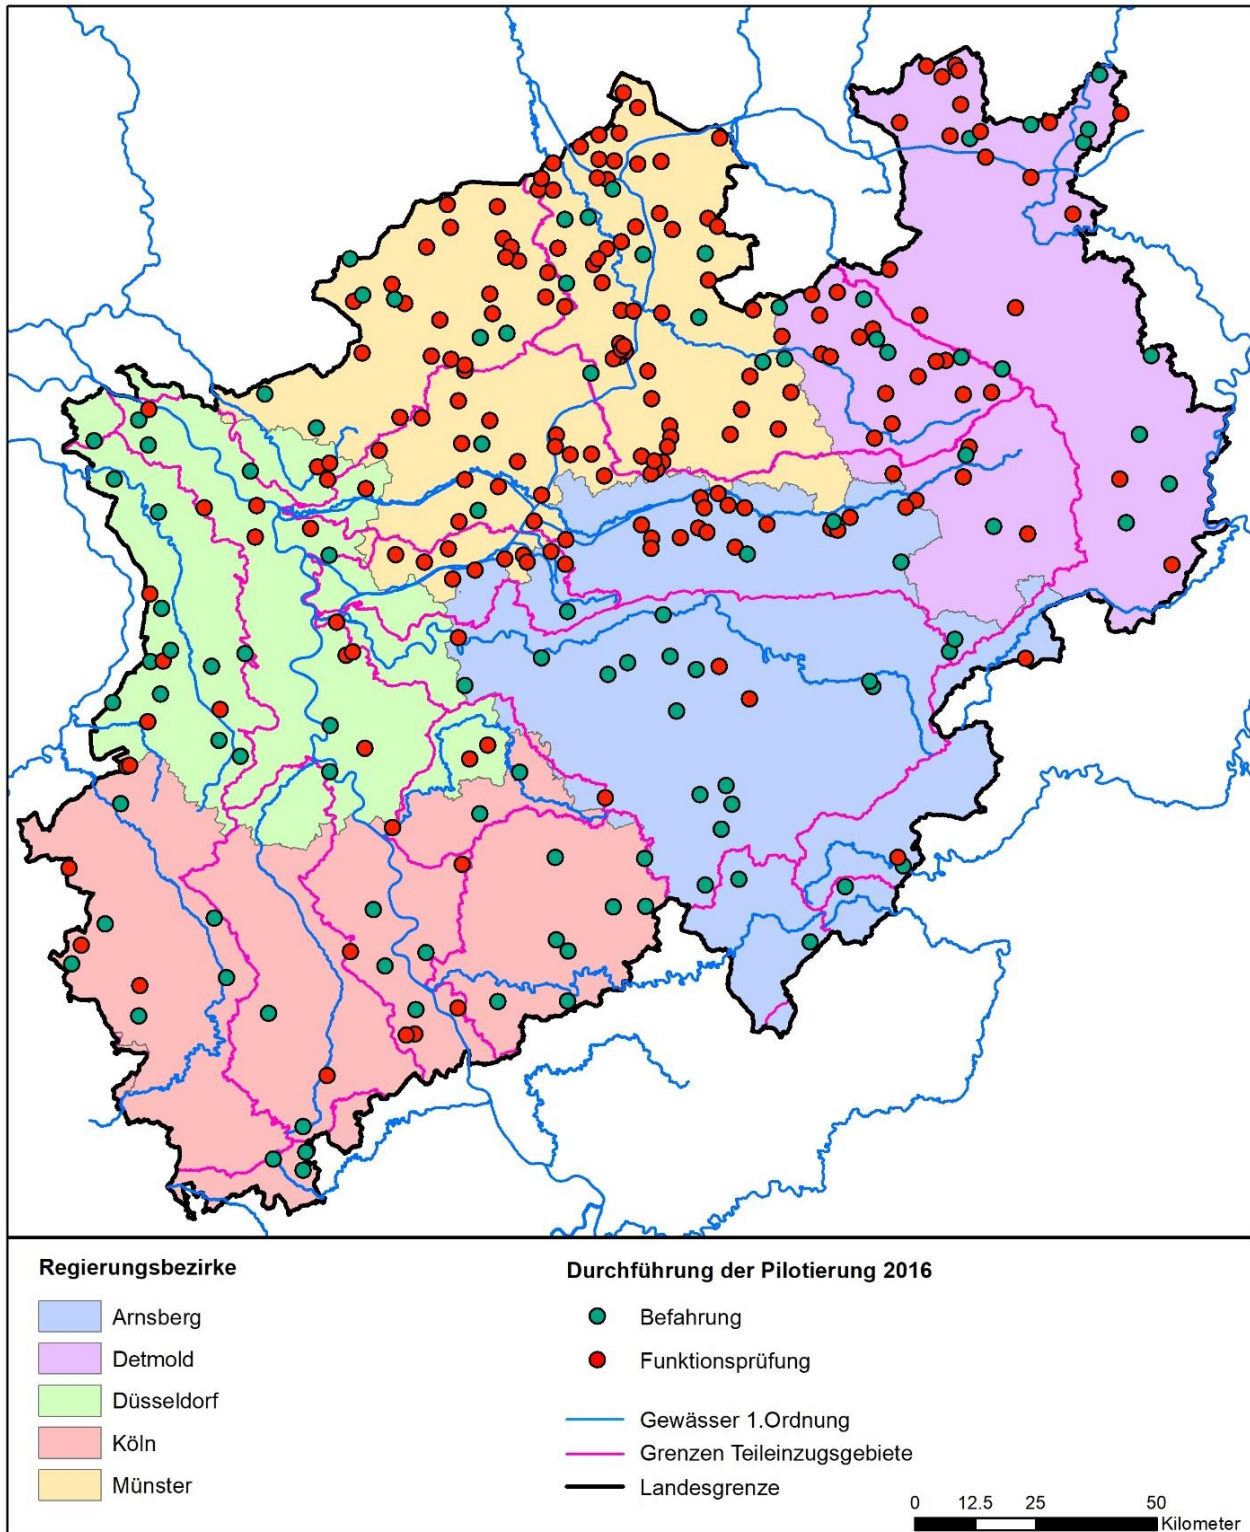 Regierungsbezirke
Arnsberg
Detmold
Düsseldorf
Köln
Münster
Durchführung der Pilotierung 2016
Befahrung
Funktionsprüfung
Gewässer 1.Ordnung
Grenzen Teileinzugsgebiete
Landesgrenze
0 12.5 25 50
Kilometer